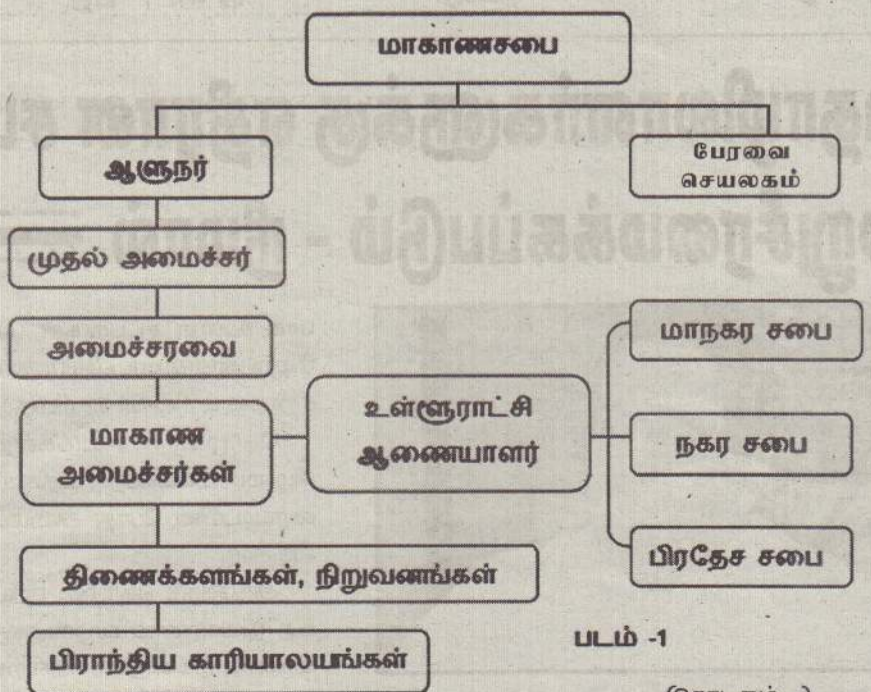 மாகாணசபை
ஆளுநர்
பேரவை
செயலகம்
முதல் அமைச்சர்
அமைச்சரவை
மாகாண
அமைச்சர்கள்
உள்ளூராட்சி
ஆணையாளர்
மாநகர சபை
நகர சபை
பிரதேச சபை
திணைக்களங்கள், நிறுவனங்கள்
பிராந்திய காரியாலயங்கள்
படம் -1